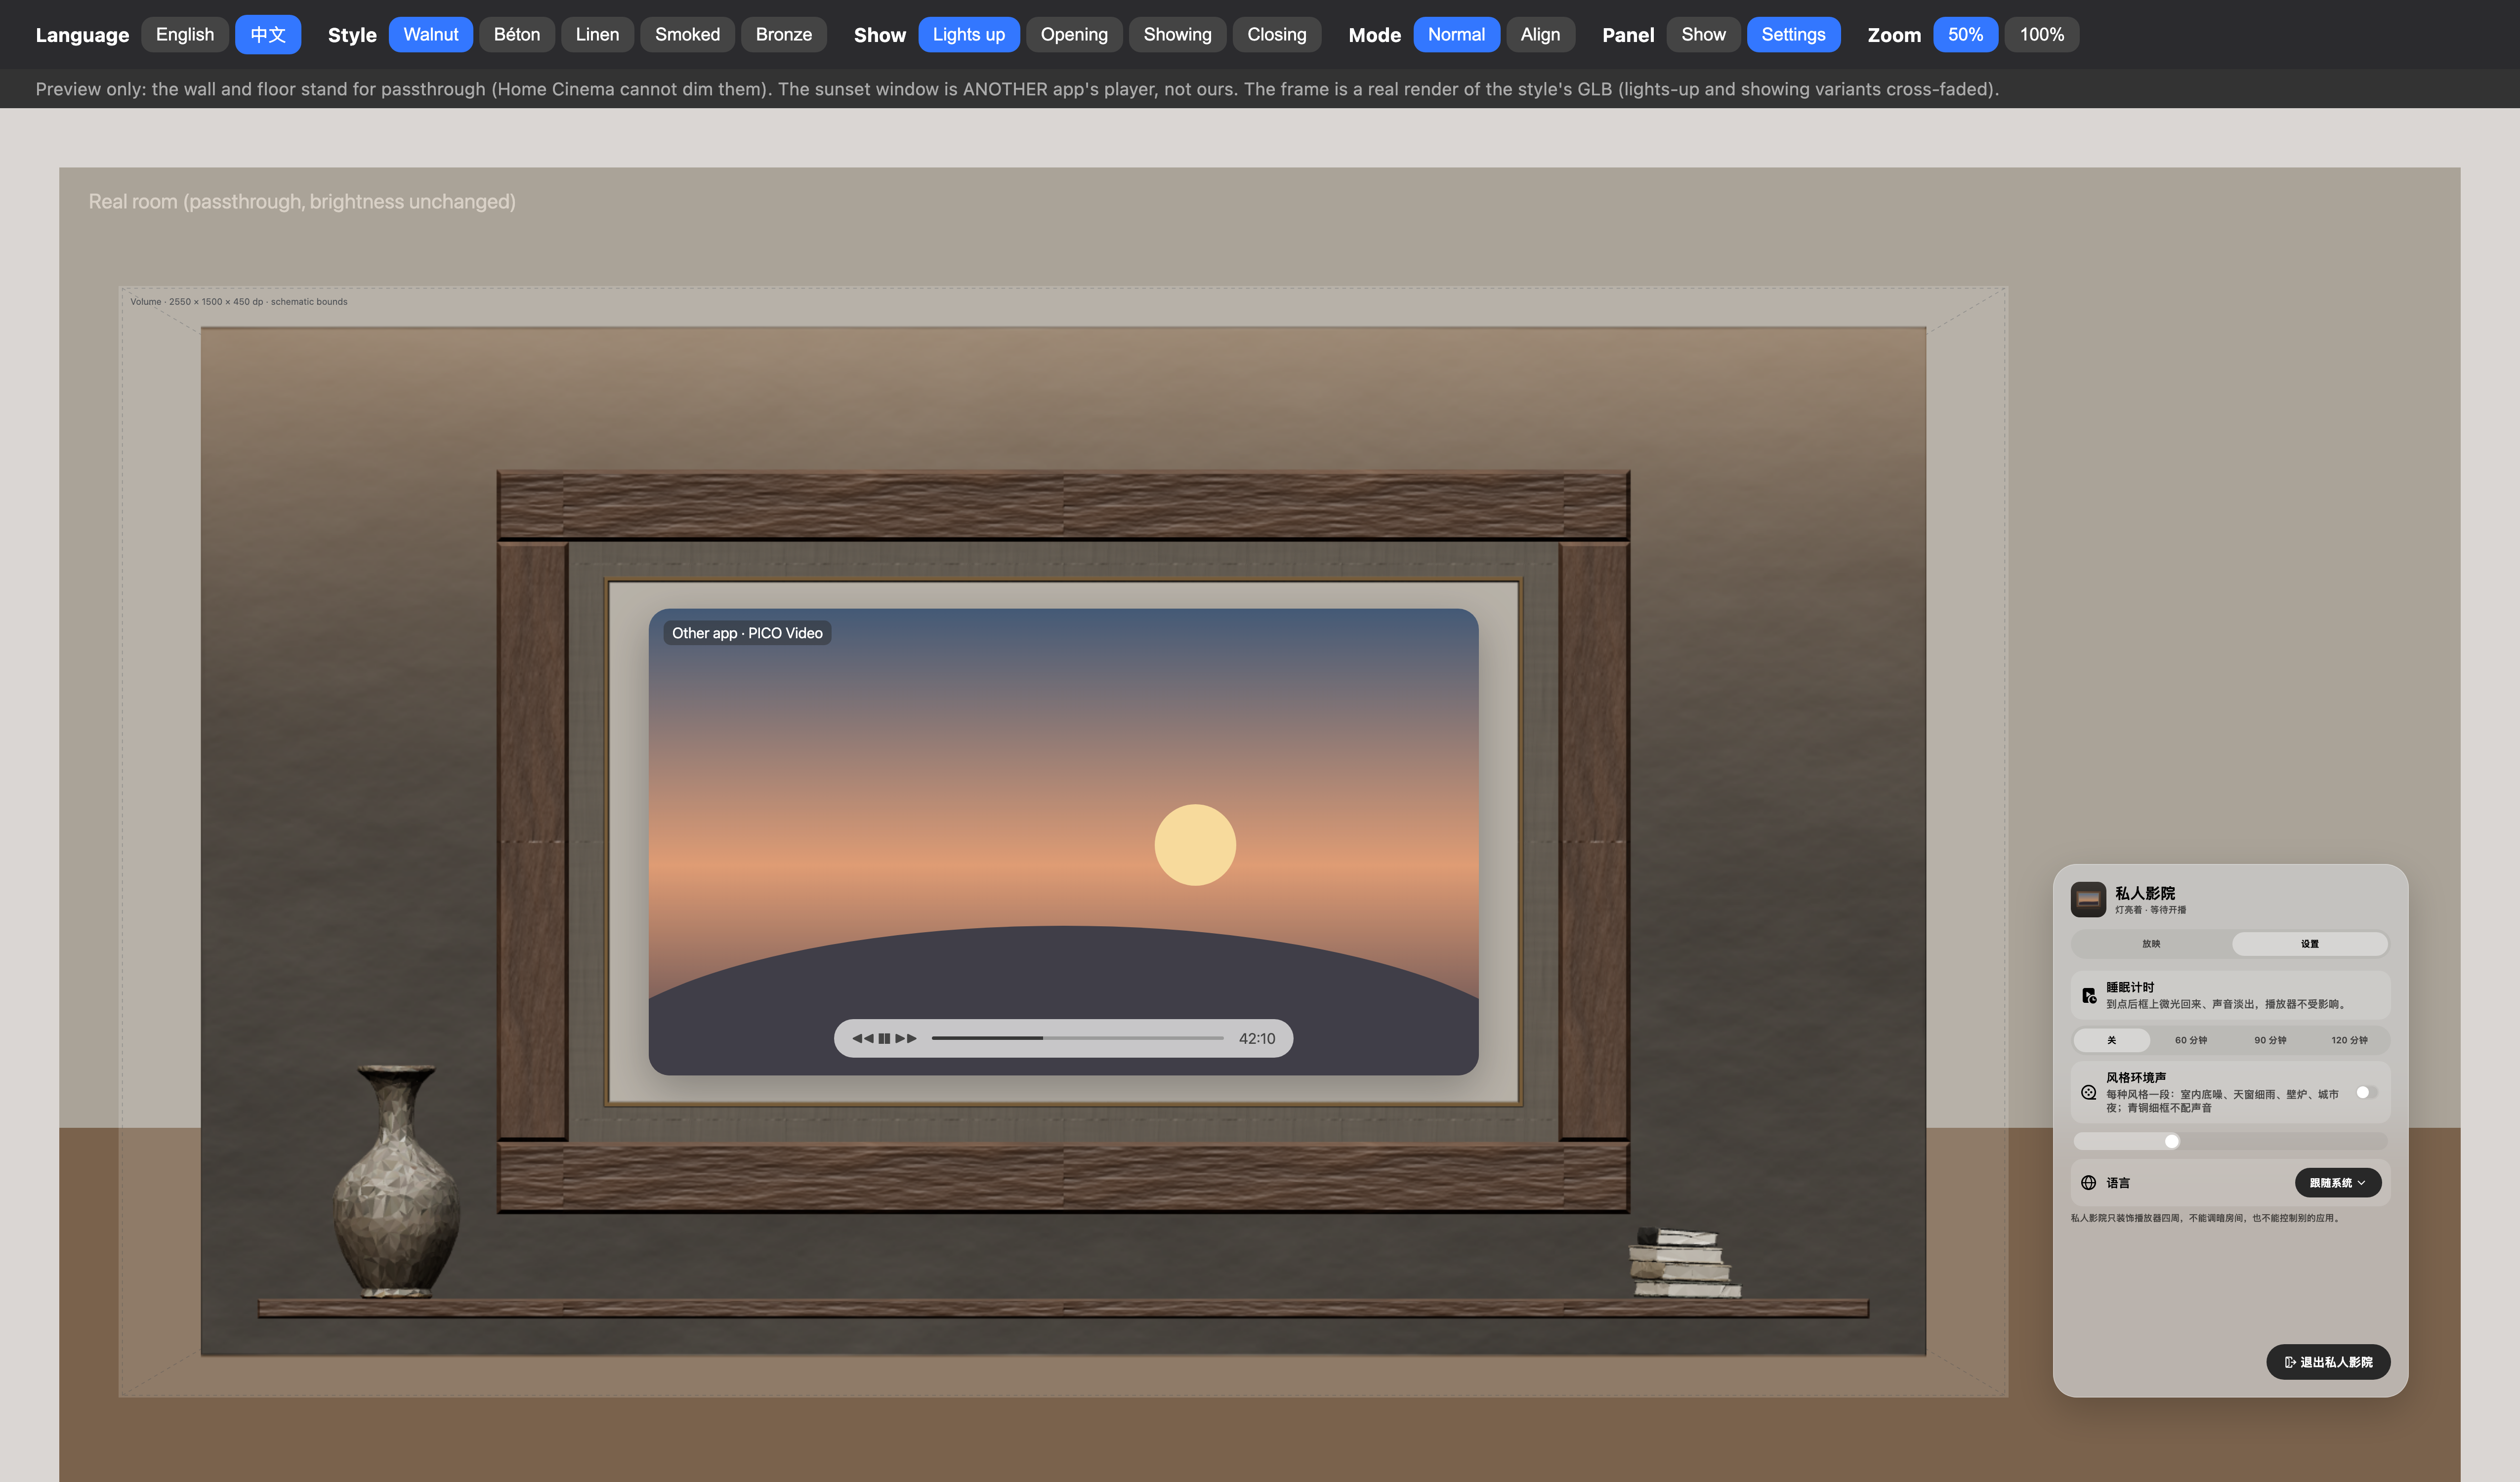 Language English 中文 Style Walnut Béton Linen Smoked Bronze Show Lights up Opening Showing Closing Mode Normal Align Panel Show Settings Zoom 50% 100%
Preview only: the wall and floor stand for passthrough (Home Cinema cannot dim them). The sunset window is ANOTHER app's player, not ours. The frame is a real render of the style's GLB (lights-up and showing variants cross-faded).
Real room (passthrough, brightness unchanged)
Volume · 2550 × 1500 × 450 dp · schematic bounds
Other app · PICO Video
42:10
私人影院
灯亮着 · 等待开播
放映 设置
睡眠计时
到点后框上微光回来、声音淡出，播放器不受影响。
关 60 分钟 90 分钟 120 分钟
风格环境声
每种风格一段：室内底噪、天窗细雨、壁炉、城市
夜；青铜细框不配声音
语言 跟随系统
私人影院只装饰播放器四周，不能调暗房间，也不能控制别的应用。
退出私人影院